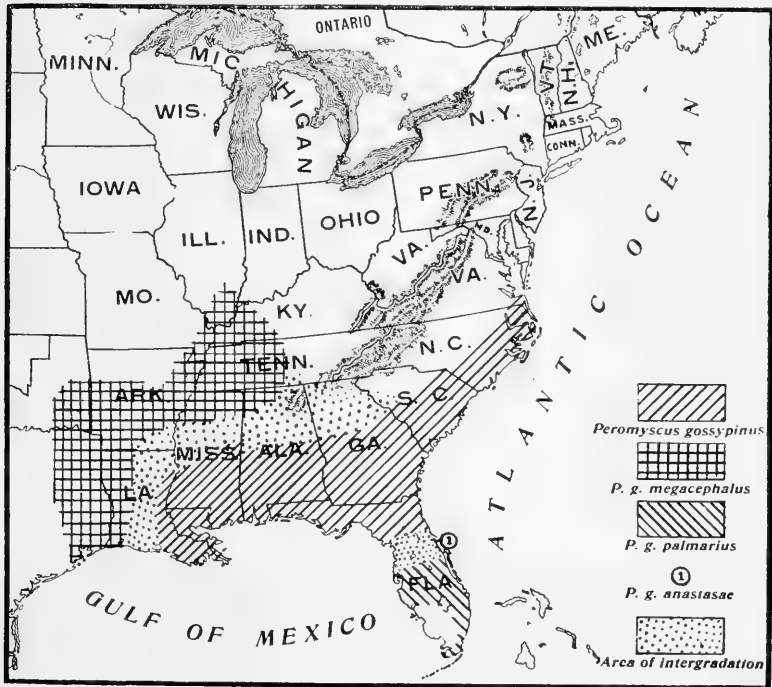 ONTARIO
ME.
MINN.
MICHIGAN
VT.
N.H.
WIS.
N.Y.
MASS.
CONN.
IOWA
PENN.
N.J.
ILL.
IND.
OHIO
MD.
VA.
VA.
MO.
KY.
TENN.
N.C.
ARK
S.C.
MISS.
ALA.
GA.
LA.
FLA
1
ATLANTIC OCEAN
GULF OF MEXICO
Peromyscus gossypinus
P. g. megacephalus
P. g. palmarius
1
P. g. anastasae
Area of intergradation